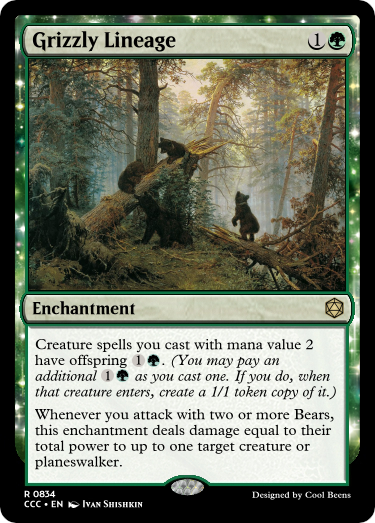 Grizzly Lineage 1
Enchantment
Creature spells you cast with mana value 2
have offspring 1. (You may pay an
additional 1 as you cast one. If you do, when
that creature enters, create a 1/1 token copy of it.)
Whenever you attack with two or more Bears,
this enchantment deals damage equal to their
total power to up to one target creature or
planeswalker.
R 0834
CCC • EN Ivan Shishkin
Designed by Cool Beens